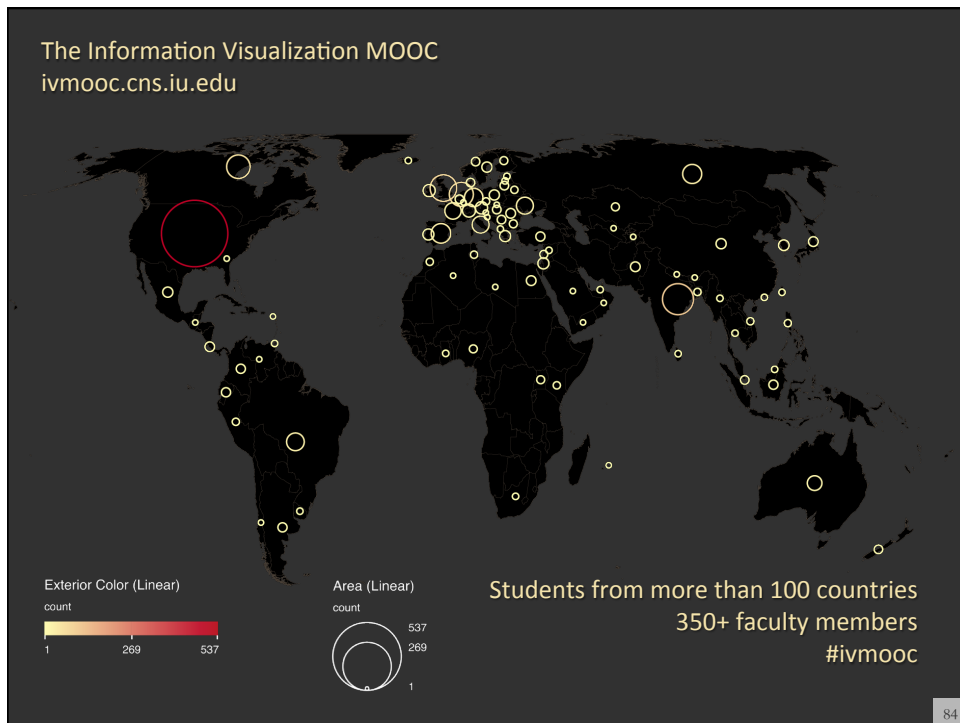 The Information Visualization MOOC
ivmooc.cns.iu.edu
Exterior Color (Linear)
count
1 269 537
Area (Linear)
count
537
269
1
Students from more than 100 countries
350+ faculty members
#ivmooc
84